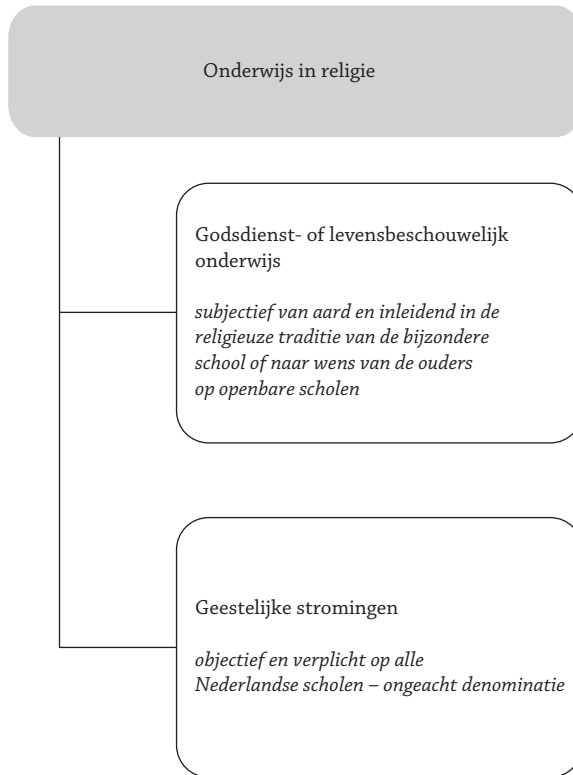 Onderwijs in religie
Godsdienst- of levensbeschouwelijk
onderwijs
subjectief van aard en inleidend in de
religieuze traditie van de bijzondere
school of naar wens van de ouders
op openbare scholen
Geestelijke stromingen
objectief en verplicht op alle
Nederlandse scholen – ongeacht denominatie